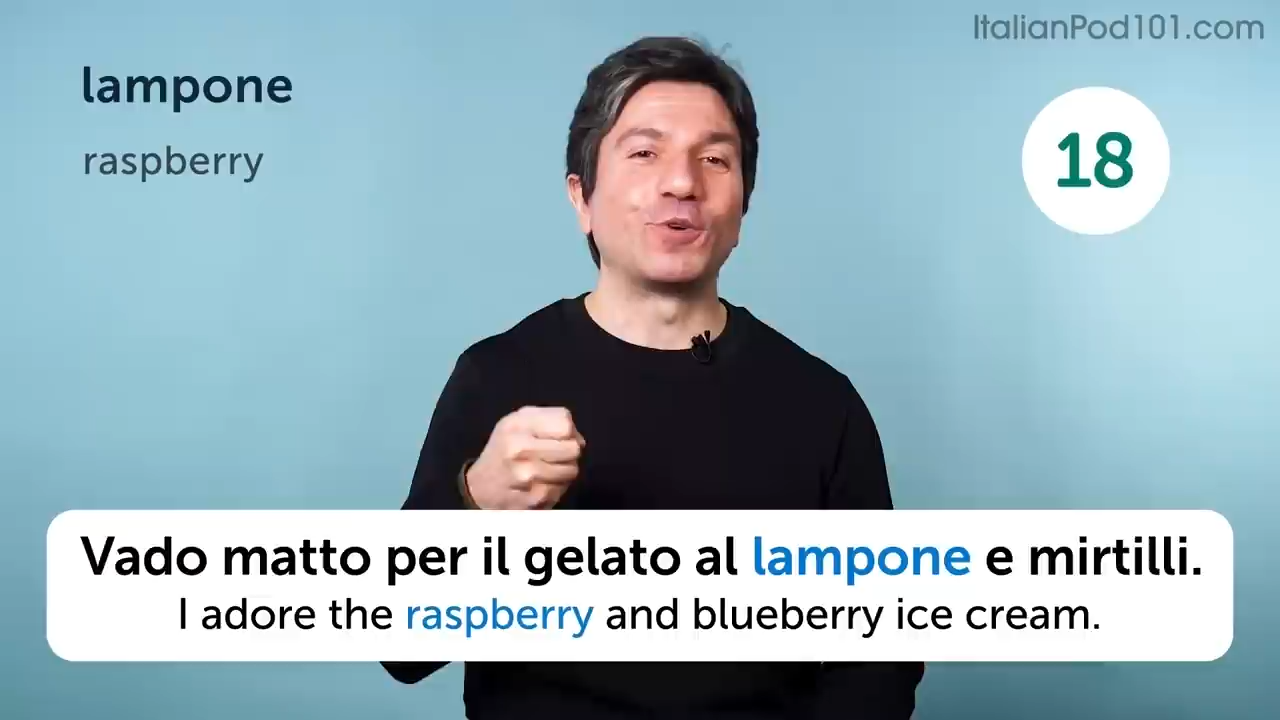 ItalianPod101.com
lampone
raspberry
18
Vado matto per il gelato al lampone e mirtilli.
I adore the raspberry and blueberry ice cream.